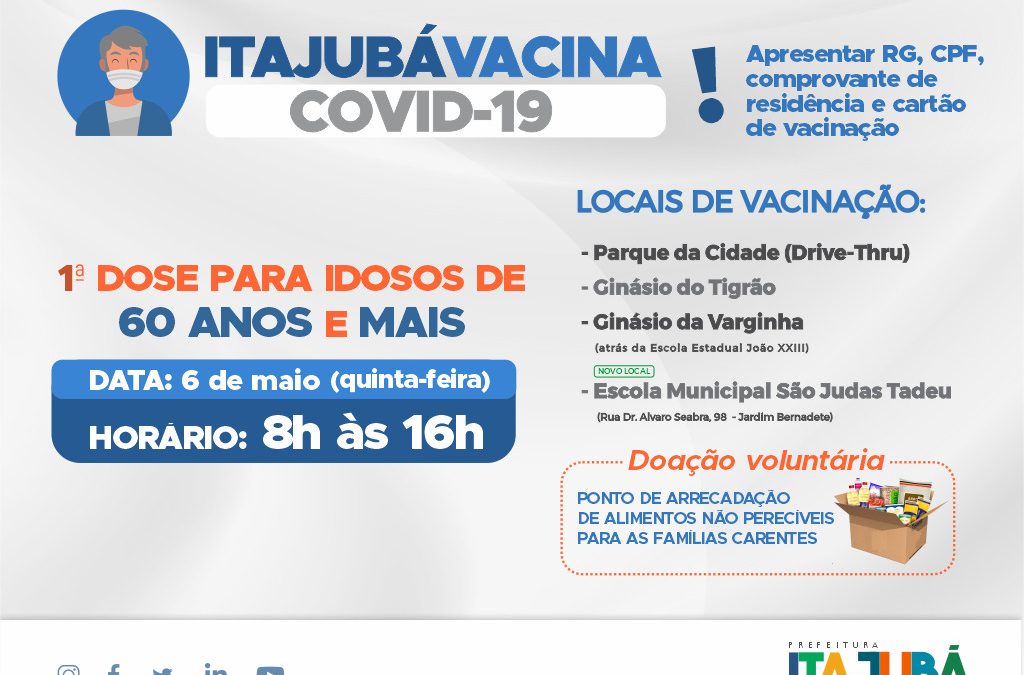 ITAJUBÁVACINA
COVID-19
!
Apresentar RG, CPF,
comprovante de
residência e cartão
de vacinação
1ª DOSE PARA IDOSOS DE
60 ANOS E MAIS
DATA: 6 de maio (quinta-feira)
HORÁRIO: 8h às 16h
LOCAIS DE VACINAÇÃO:
- Parque da Cidade (Drive-Thru)
- Ginásio do Tigrão
- Ginásio da Varginha
(atrás da Escola Estadual João XXIII)
NOVO LOCAL
- Escola Municipal São Judas Tadeu
(Rua Dr. Alvaro Seabra, 98 - Jardim Bernadete)
Doação voluntária
PONTO DE ARRECADAÇÃO
DE ALIMENTOS NÃO PERECÍVEIS
PARA AS FAMÍLIAS CARENTES
PREFEITURA
ITAJUBÁ